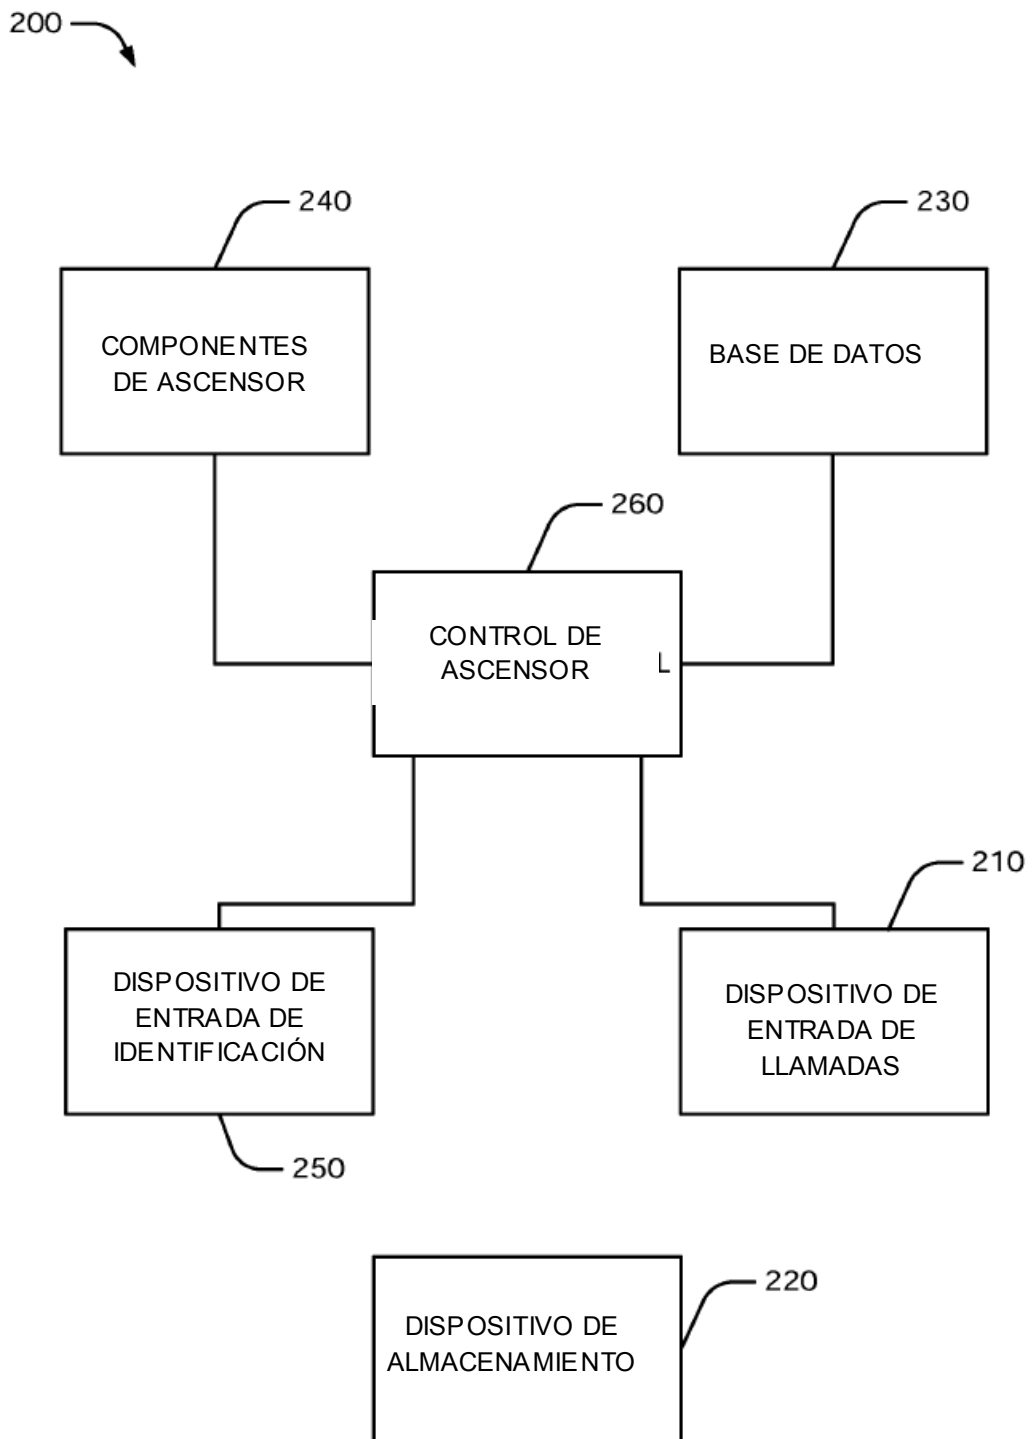 200
240
230
COMPONENTES
DE ASCENSOR
BASE DE DATOS
260
CONTROL DE
ASCENSOR
L
210
DISPOSITIVO DE
ENTRADA DE
IDENTIFICACIÓN
DISPOSITIVO DE
ENTRADA DE
LLAMADAS
250
220
DISPOSITIVO DE
ALMACENAMIENTO